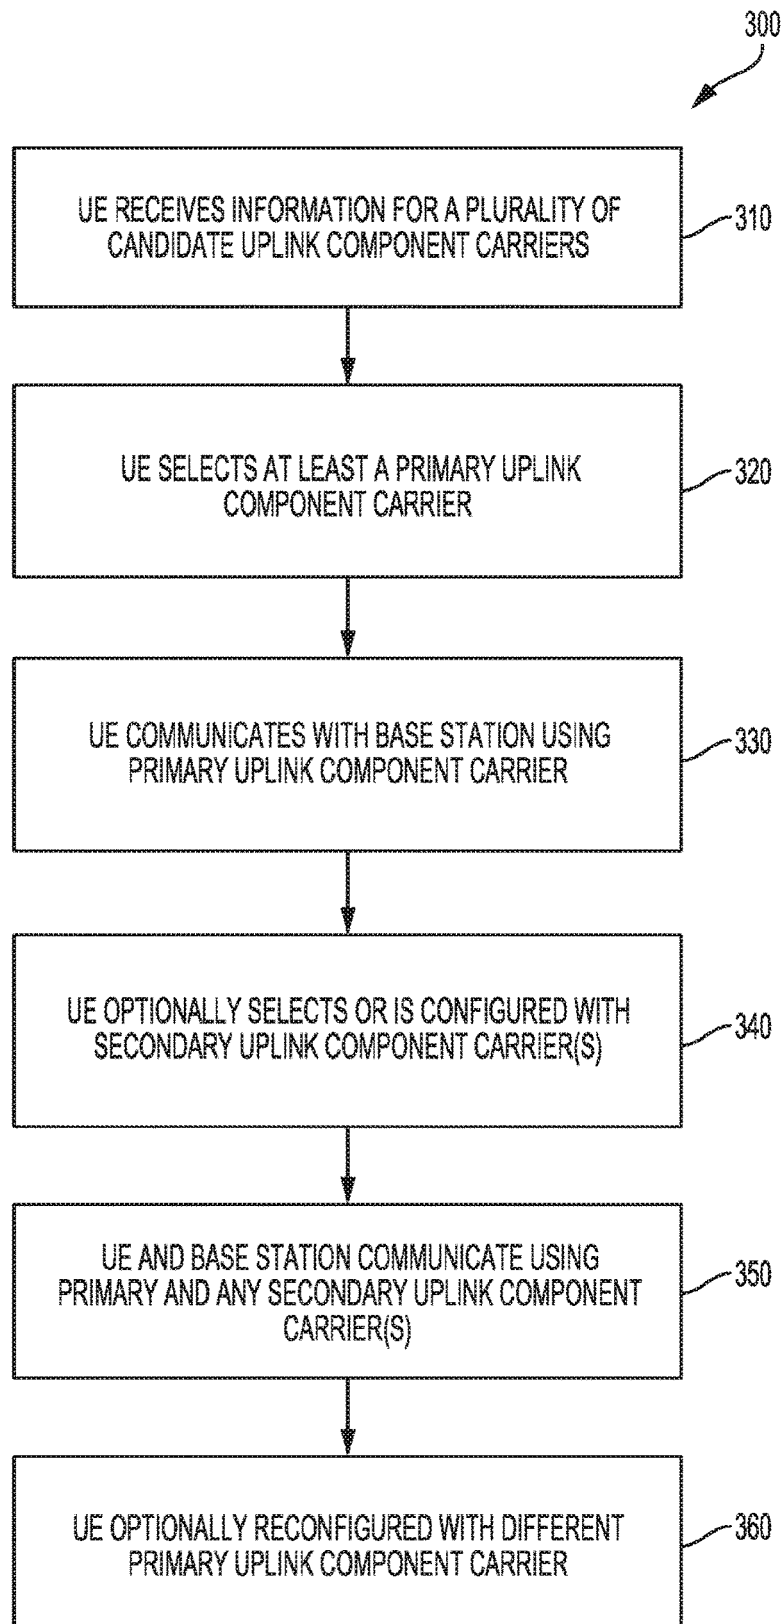 300
UE RECEIVES INFORMATION FOR A PLURALITY OF
CANDIDATE UPLINK COMPONENT CARRIERS
310
UE SELECTS AT LEAST A PRIMARY UPLINK
COMPONENT CARRIER
320
UE COMMUNICATES WITH BASE STATION USING
PRIMARY UPLINK COMPONENT CARRIER
330
UE OPTIONALLY SELECTS OR IS CONFIGURED WITH
SECONDARY UPLINK COMPONENT CARRIER(S)
340
UE AND BASE STATION COMMUNICATE USING
PRIMARY AND ANY SECONDARY UPLINK COMPONENT
CARRIER(S)
350
UE OPTIONALLY RECONFIGURED WITH DIFFERENT
PRIMARY UPLINK COMPONENT CARRIER
360